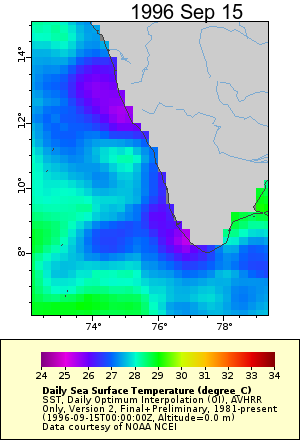 1996 Sep 15
14°
12°
10°
8°
74° 76° 78°
24 25 26 27 28 29 30 31 32 33 34
Daily Sea Surface Temperature (degree_C)
SST, Daily Optimum Interpolation (OI), AVHRR
Only, Version 2, Final+Preliminary, 1981-present
(1996-09-15T00:00:00Z, Altitude=0.0 m)
Data courtesy of NOAA NCEI